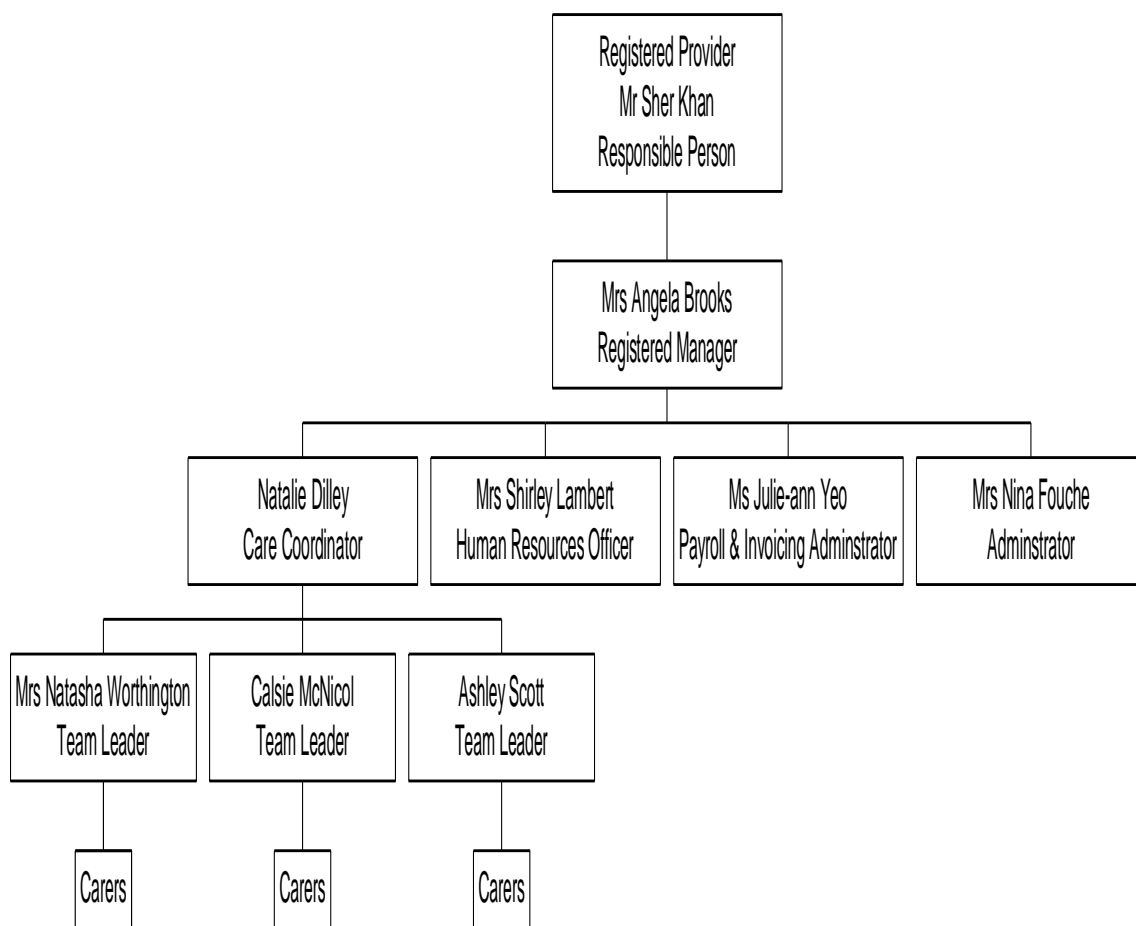 Registered Provider
Mr Sher Khan
Responsible Person
Mrs Angela Brooks
Registered Manager
Natalie Dilley
Care Coordinator
Mrs Shirley Lambert
Human Resources Officer
Ms Julie-ann Yeo
Payroll & Invoicing Adminstrator
Mrs Nina Fouche
Adminstrator
Mrs Natasha Worthington
Team Leader
Calsie McNicol
Team Leader
Ashley Scott
Team Leader
Carers
Carers
Carers